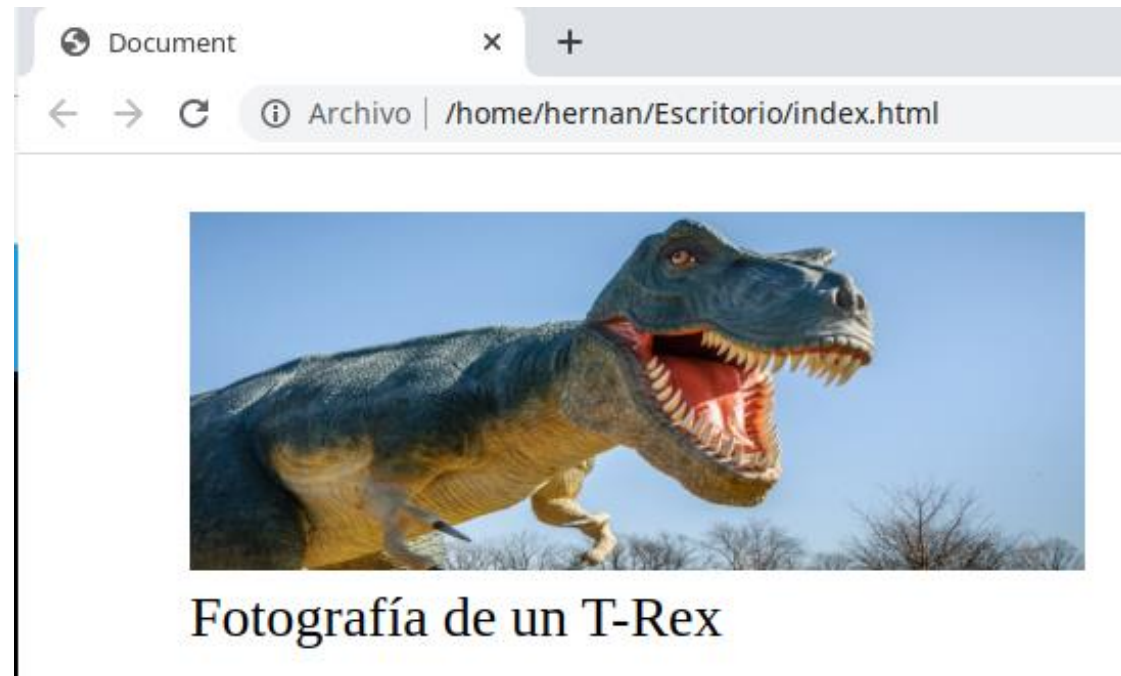 Document
Archivo /home/hernan/Escritorio/index.html
Fotografía de un T-Rex